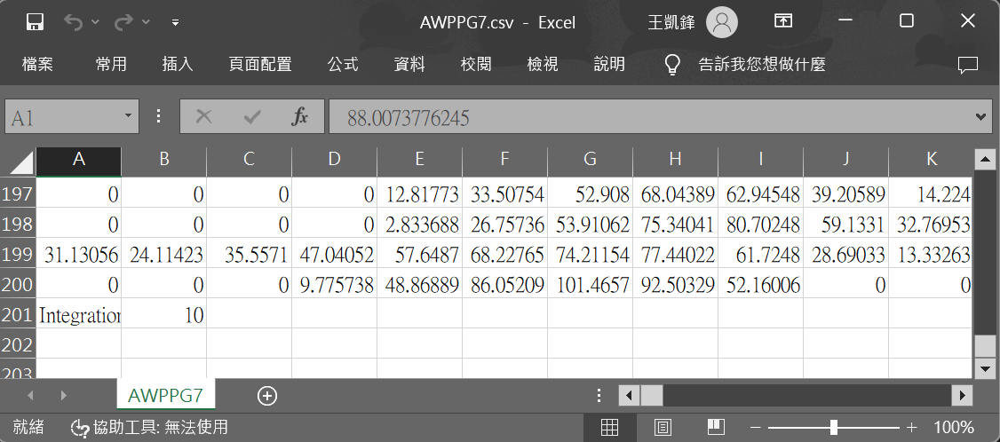 AWPPG7.csv - Excel 王凱鋒
檔案 常用 插入 頁面配置 公式 資料 校閱 檢視 說明 告訴我您想做什麼
A1 fx 88.0073776245
A B C D E F G H I J K
197 0 0 0 0 12.81773 33.50754 52.908 68.04389 62.94548 39.20589 14.224
198 0 0 0 0 2.833688 26.75736 53.91062 75.34041 80.70248 59.1331 32.76953
199 31.13056 24.11423 35.5571 47.04052 57.6487 68.22765 74.21154 77.44022 61.7248 28.69033 13.33263
200 0 0 0 9.775738 48.86889 86.05209 101.4657 92.50329 52.16006 0 0
201 Integration 10
202
203
AWPPG7
就緒 協助工具: 無法使用 100%